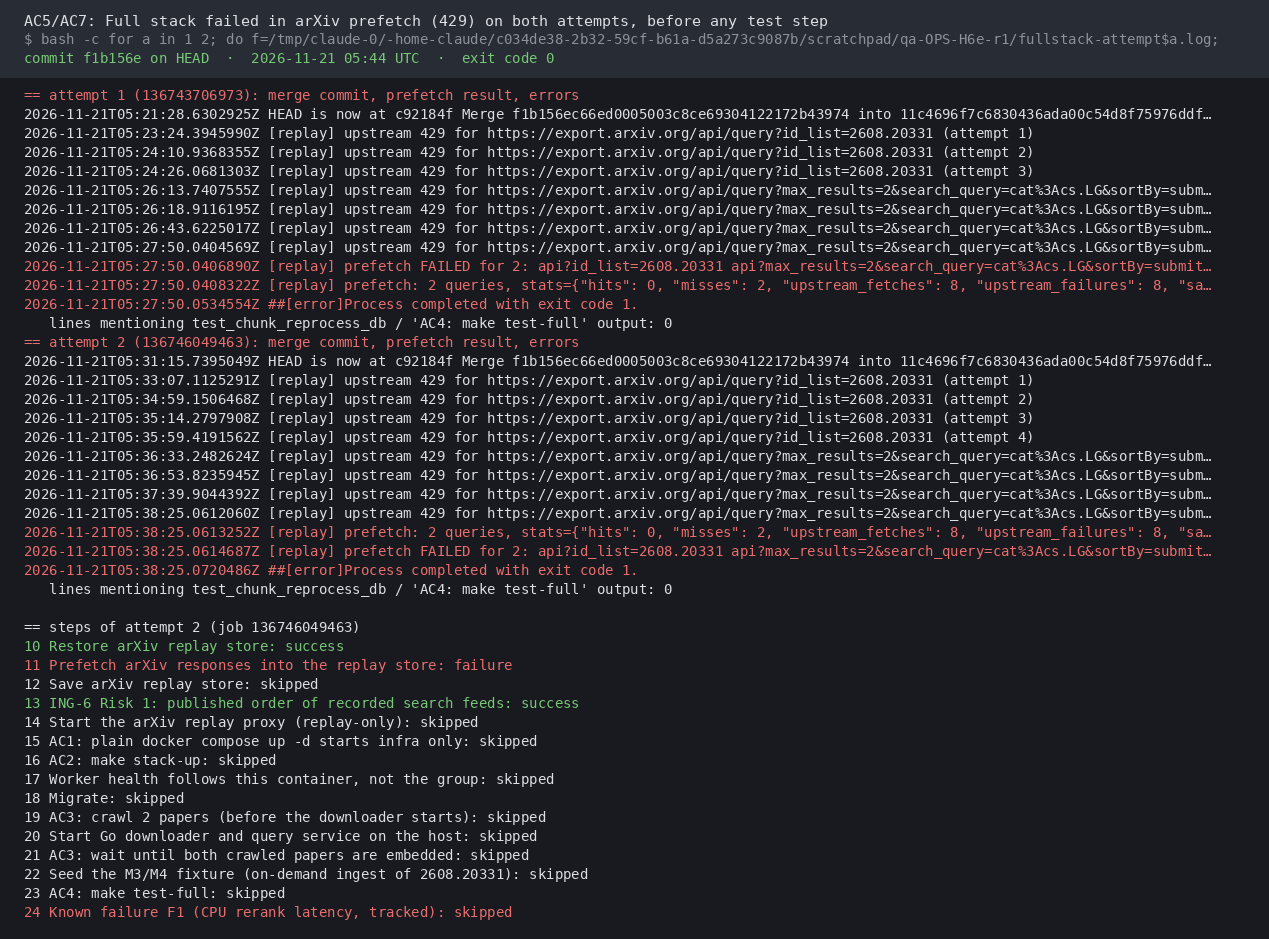 AC5/AC7: Full stack failed in arXiv prefetch (429) on both attempts, before any test step
$ bash -c for a in 1 2; do f=/tmp/claude-0/-home-claude/c034de38-2b32-59cf-b61a-d5a273c9087b/scratchpad/qa-OPS-H6e-r1/fullstack-attempt$a.log;
commit f1b156e on HEAD · 2026-11-21 05:44 UTC · exit code 0
== attempt 1 (136743706973): merge commit, prefetch result, errors
2026-11-21T05:21:28.6302925Z HEAD is now at c92184f Merge f1b156ec66ed0005003c8ce69304122172b43974 into 11c4696f7c6830436ada00c54d8f75976ddf…
2026-11-21T05:23:24.3945990Z [replay] upstream 429 for https://export.arxiv.org/api/query?id_list=2608.20331 (attempt 1)
2026-11-21T05:24:10.9368355Z [replay] upstream 429 for https://export.arxiv.org/api/query?id_list=2608.20331 (attempt 2)
2026-11-21T05:24:26.0681303Z [replay] upstream 429 for https://export.arxiv.org/api/query?id_list=2608.20331 (attempt 3)
2026-11-21T05:26:13.7407555Z [replay] upstream 429 for https://export.arxiv.org/api/query?max_results=2&search_query=cat%3Acs.LG&sortBy=subm…
2026-11-21T05:26:18.9116195Z [replay] upstream 429 for https://export.arxiv.org/api/query?max_results=2&search_query=cat%3Acs.LG&sortBy=subm…
2026-11-21T05:26:43.6225017Z [replay] upstream 429 for https://export.arxiv.org/api/query?max_results=2&search_query=cat%3Acs.LG&sortBy=subm…
2026-11-21T05:27:50.0404569Z [replay] upstream 429 for https://export.arxiv.org/api/query?max_results=2&search_query=cat%3Acs.LG&sortBy=subm…
2026-11-21T05:27:50.0406890Z [replay] prefetch FAILED for 2: api?id_list=2608.20331 api?max_results=2&search_query=cat%3Acs.LG&sortBy=submit…
2026-11-21T05:27:50.0408322Z [replay] prefetch: 2 queries, stats={"hits": 0, "misses": 2, "upstream_fetches": 8, "upstream_failures": 8, "sa…
2026-11-21T05:27:50.0534554Z ##[error]Process completed with exit code 1.
lines mentioning test_chunk_reprocess_db / 'AC4: make test-full' output: 0
== attempt 2 (136746049463): merge commit, prefetch result, errors
2026-11-21T05:31:15.7395049Z HEAD is now at c92184f Merge f1b156ec66ed0005003c8ce69304122172b43974 into 11c4696f7c6830436ada00c54d8f75976ddf…
2026-11-21T05:33:07.1125291Z [replay] upstream 429 for https://export.arxiv.org/api/query?id_list=2608.20331 (attempt 1)
2026-11-21T05:34:59.1506468Z [replay] upstream 429 for https://export.arxiv.org/api/query?id_list=2608.20331 (attempt 2)
2026-11-21T05:35:14.2797908Z [replay] upstream 429 for https://export.arxiv.org/api/query?id_list=2608.20331 (attempt 3)
2026-11-21T05:35:59.4191562Z [replay] upstream 429 for https://export.arxiv.org/api/query?id_list=2608.20331 (attempt 4)
2026-11-21T05:36:33.2482624Z [replay] upstream 429 for https://export.arxiv.org/api/query?max_results=2&search_query=cat%3Acs.LG&sortBy=subm…
2026-11-21T05:36:53.8235945Z [replay] upstream 429 for https://export.arxiv.org/api/query?max_results=2&search_query=cat%3Acs.LG&sortBy=subm…
2026-11-21T05:37:39.9044392Z [replay] upstream 429 for https://export.arxiv.org/api/query?max_results=2&search_query=cat%3Acs.LG&sortBy=subm…
2026-11-21T05:38:25.0612060Z [replay] upstream 429 for https://export.arxiv.org/api/query?max_results=2&search_query=cat%3Acs.LG&sortBy=subm…
2026-11-21T05:38:25.0613252Z [replay] prefetch: 2 queries, stats={"hits": 0, "misses": 2, "upstream_fetches": 8, "upstream_failures": 8, "sa…
2026-11-21T05:38:25.0614687Z [replay] prefetch FAILED for 2: api?id_list=2608.20331 api?max_results=2&search_query=cat%3Acs.LG&sortBy=submit…
2026-11-21T05:38:25.0720486Z ##[error]Process completed with exit code 1.
lines mentioning test_chunk_reprocess_db / 'AC4: make test-full' output: 0
== steps of attempt 2 (job 136746049463)
10 Restore arXiv replay store: success
11 Prefetch arXiv responses into the replay store: failure
12 Save arXiv replay store: skipped
13 ING-6 Risk 1: published order of recorded search feeds: success
14 Start the arXiv replay proxy (replay-only): skipped
15 AC1: plain docker compose up -d starts infra only: skipped
16 AC2: make stack-up: skipped
17 Worker health follows this container, not the group: skipped
18 Migrate: skipped
19 AC3: crawl 2 papers (before the downloader starts): skipped
20 Start Go downloader and query service on the host: skipped
21 AC3: wait until both crawled papers are embedded: skipped
22 Seed the M3/M4 fixture (on-demand ingest of 2608.20331): skipped
23 AC4: make test-full: skipped
24 Known failure F1 (CPU rerank latency, tracked): skipped